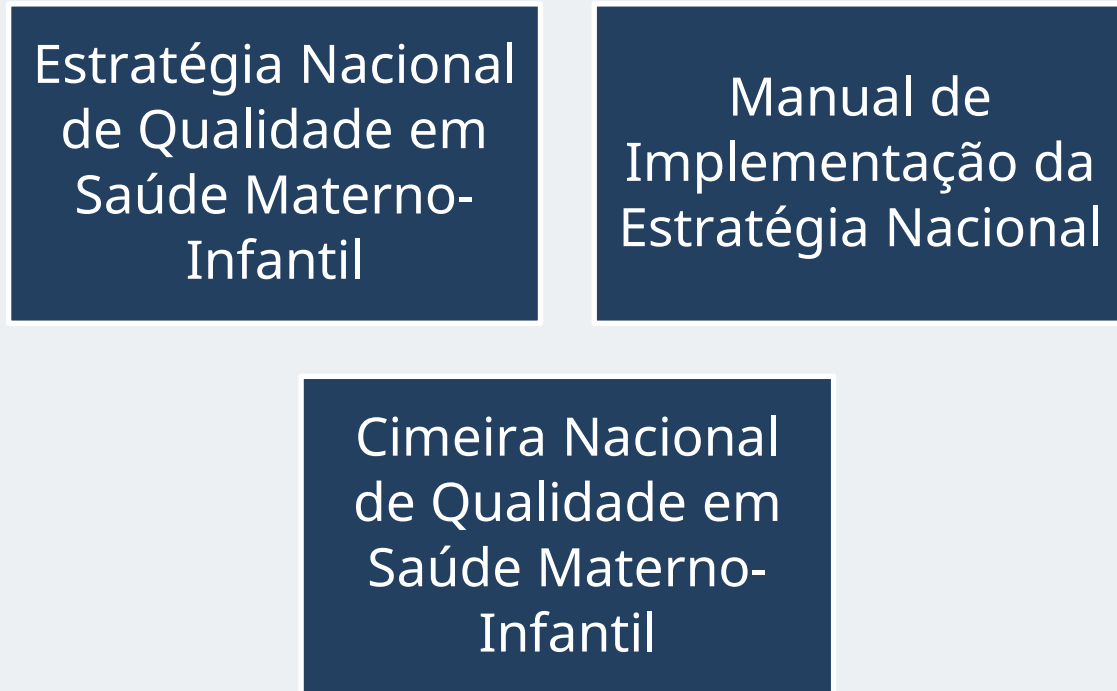 Estratégia Nacional
de Qualidade em
Saúde Materno-
Infantil
Manual de
Implementação da
Estratégia Nacional
Cimeira Nacional
de Qualidade em
Saúde Materno-
Infantil